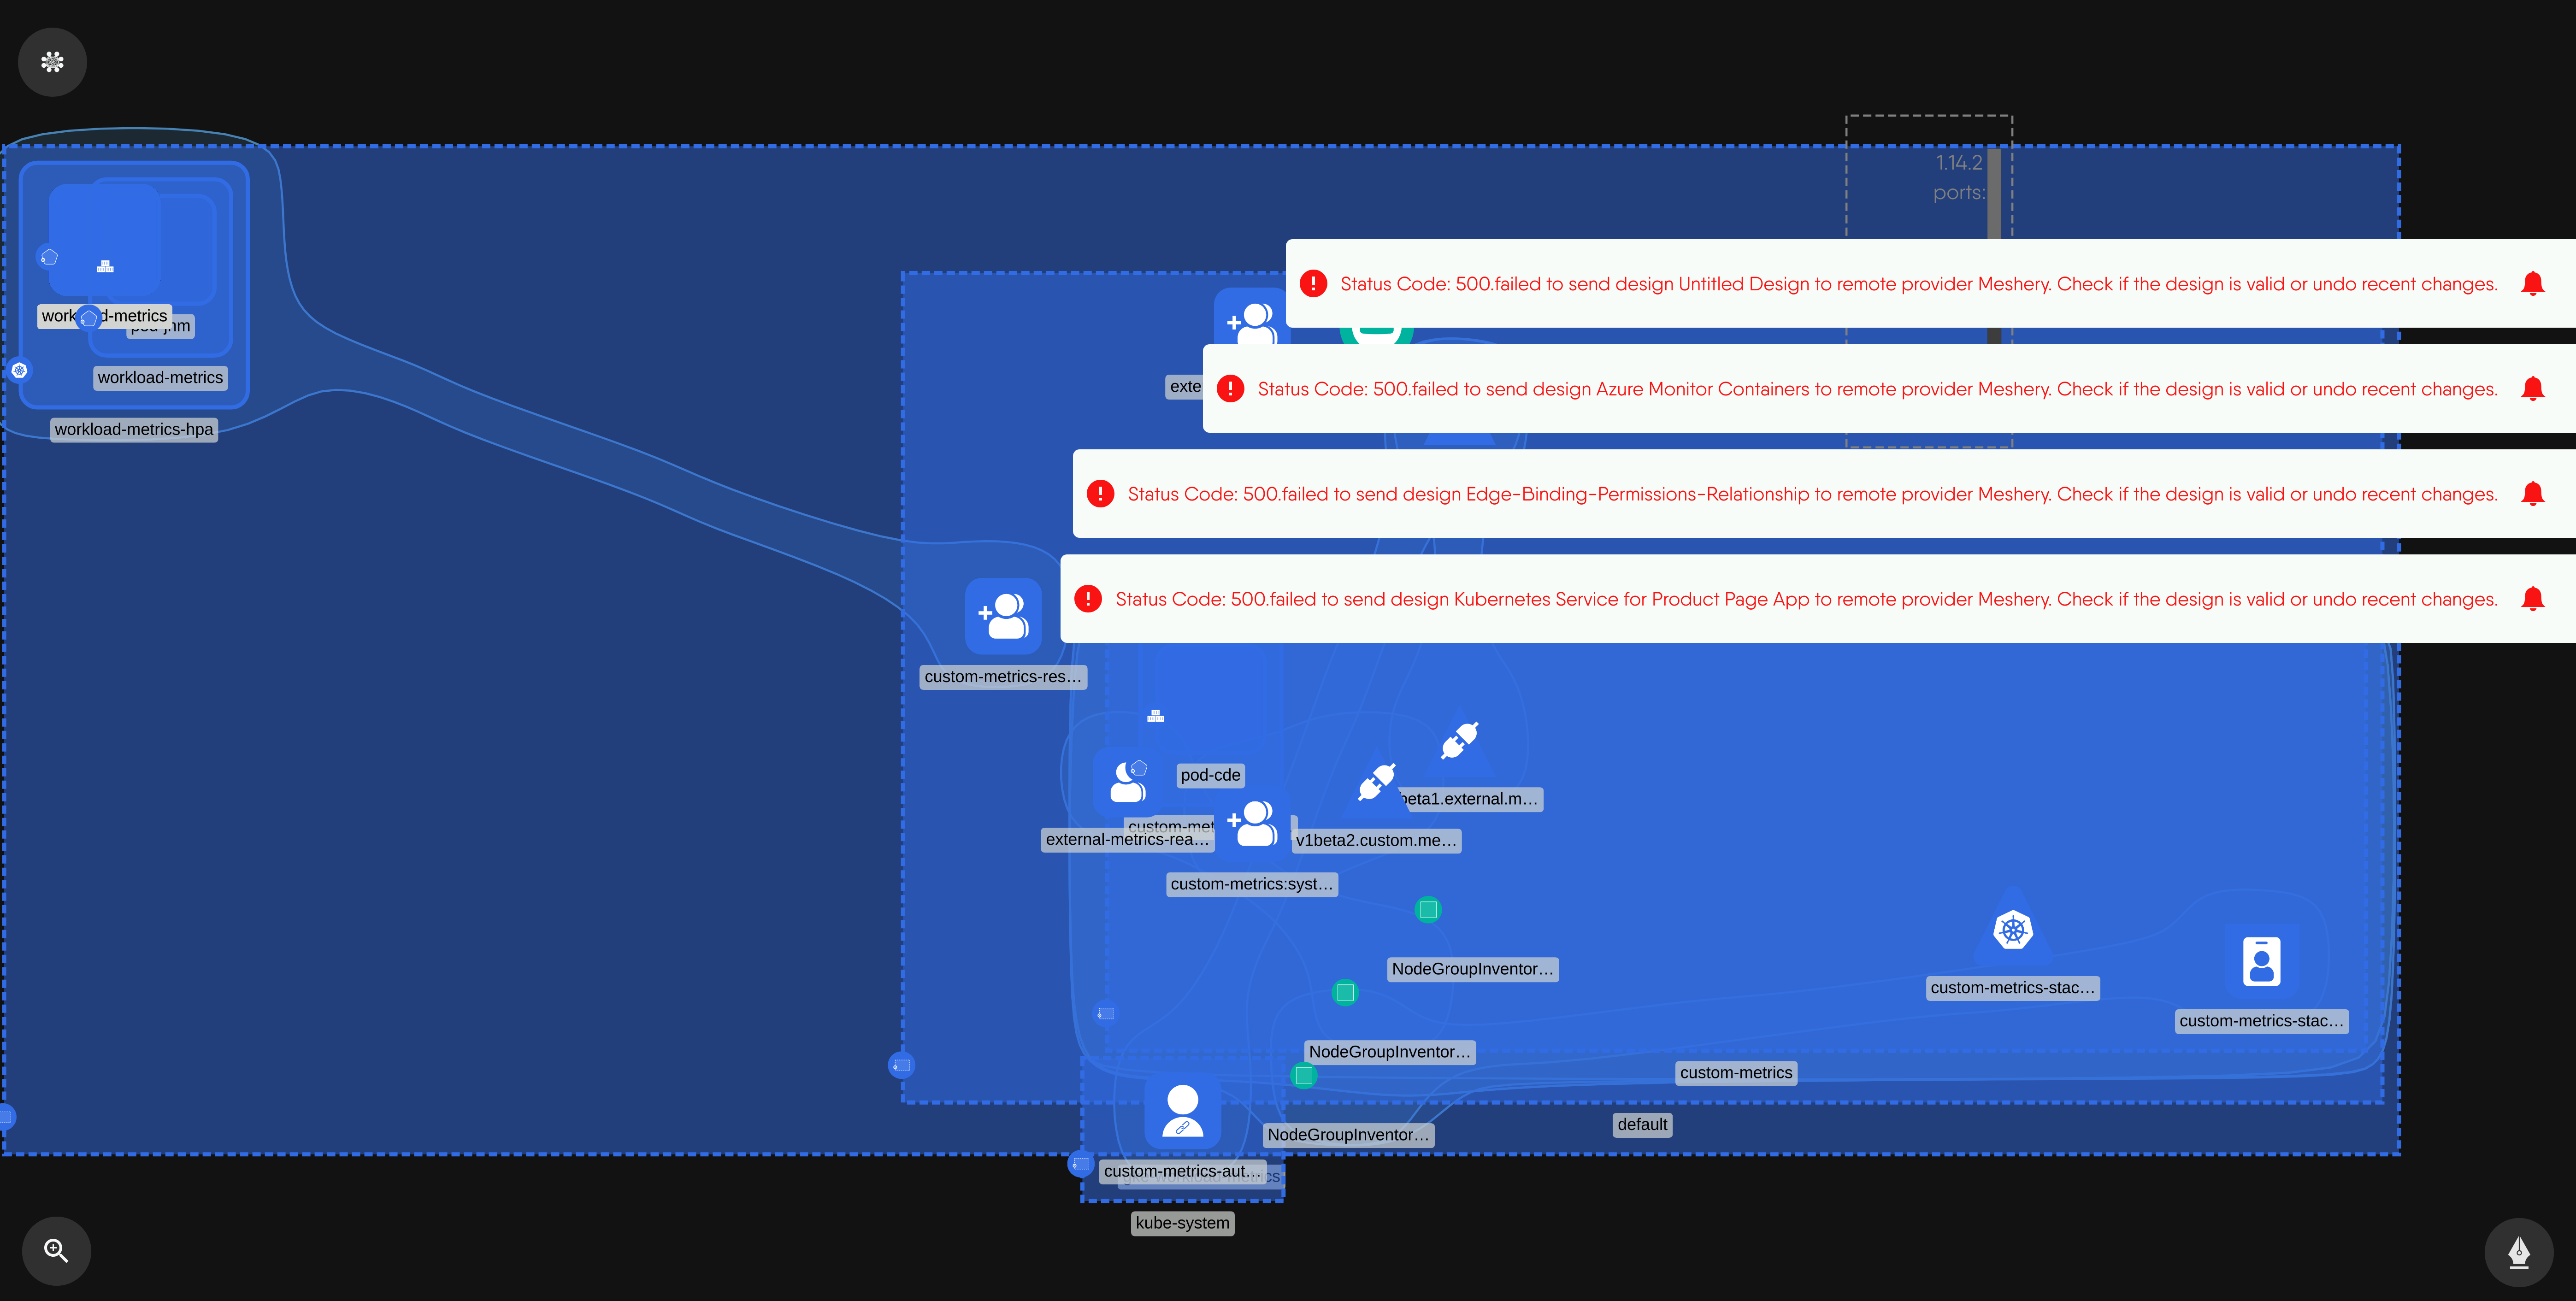 1.14.2
ports:
Status Code: 500.failed to send design Untitled Design to remote provider Meshery. Check if the design is valid or undo recent changes.
workload-metrics
workload-metrics
exte
Status Code: 500.failed to send design Azure Monitor Containers to remote provider Meshery. Check if the design is valid or undo recent changes.
workload-metrics-hpa
Status Code: 500.failed to send design Edge-Binding-Permissions-Relationship to remote provider Meshery. Check if the design is valid or undo recent changes.
Status Code: 500.failed to send design Kubernetes Service for Product Page App to remote provider Meshery. Check if the design is valid or undo recent changes.
custom-metrics-res…
pod-cde
beta1.external.m…
custom-met
external-metrics-rea…
v1beta2.custom.me…
custom-metrics:syst…
NodeGroupInventor…
custom-metrics-stac…
custom-metrics-stac…
NodeGroupInventor…
custom-metrics
default
NodeGroupInventor…
custom-metrics-aut…
kube-system